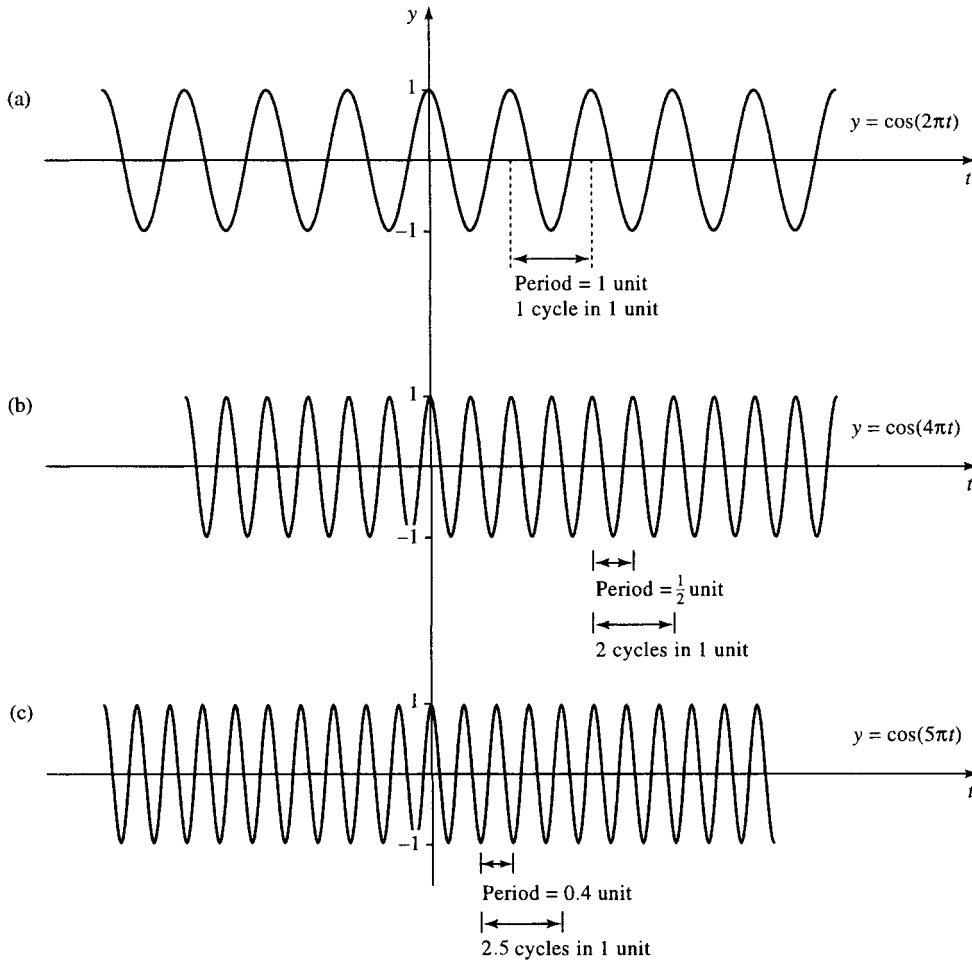 y
(a)
1
y = cos(2πt)
t
−1
Period = 1 unit
1 cycle in 1 unit
(b)
1
y = cos(4πt)
t
−1
Period = 1/2 unit
2 cycles in 1 unit
(c)
1
y = cos(5πt)
t
−1
Period = 0.4 unit
2.5 cycles in 1 unit